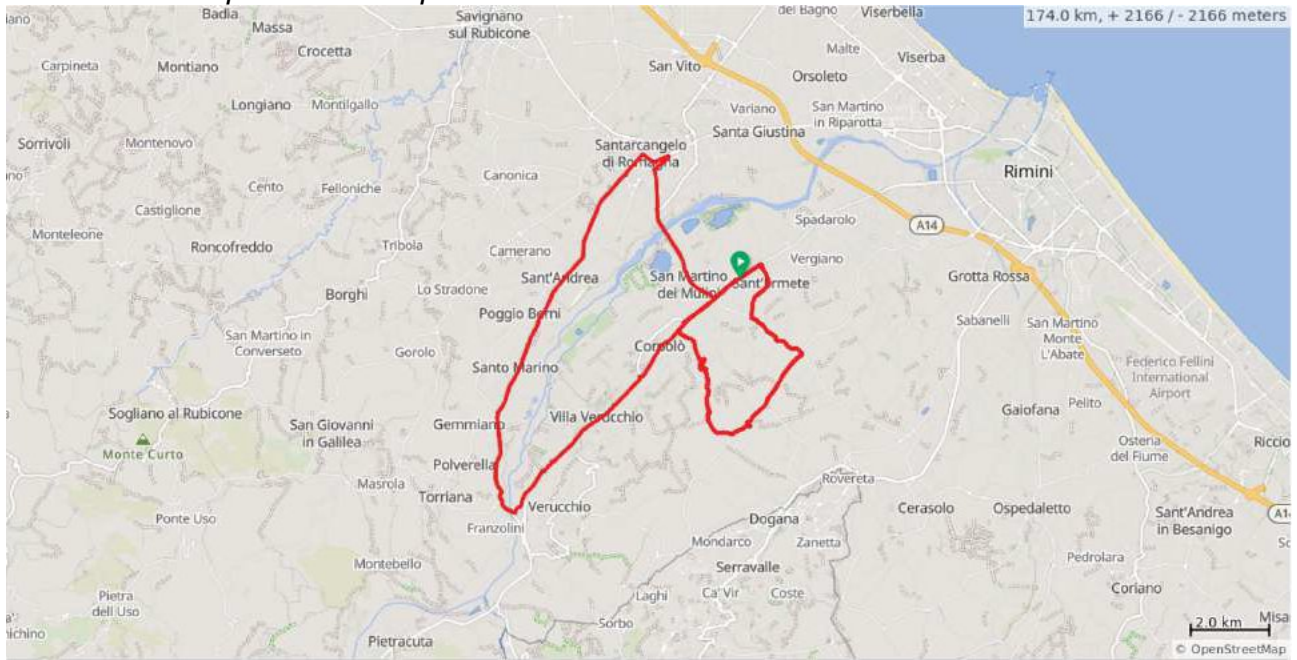 174.0 km, + 2166 / - 2166 meters
Badia
Massa
Savignano
sul Rubicone
del Bagno
Viserbella
Crocetta
Malte
Viserba
Carpineta
Montiano
San Vito
Orsoleto
Longiano
Montilgallo
Variano
San Martino
in Riparotta
Santa Giustina
Sorrivoli
Montenovo
Santarcangelo
di Romagna
Rimini
Canonica
Cento
Felloniche
Castiglione
Spadarolo
A14
Monteleone
Roncofreddo
Tribola
Camerano
Vergiano
Grotta Rossa
Sant'Andrea
San Martino
dei Mulini
Sant'Ermete
Lo Stradone
Borghi
Poggio Berni
Sabanelli
San Martino
Monte
L'Abate
San Martino in
Converseto
Gorolo
Corpolò
Santo Marino
Federico Fellini
International
Airport
Sogliano al Rubicone
Villa Verucchio
Gaiofana
Pelito
San Giovanni
in Galilea
Gemmiano
Monte Curto
Osteria
del Fiume
Riccio
Polverella
Masrola
Torriana
Verucchio
Rovereta
Cerasolo
Ospedaletto
Sant'Andrea
in Besanigo
A1
Ponte Uso
Franzolini
Dogana
Mondarco
Zanetta
Pedrolara
Montebello
Serravalle
Coriano
Pietra
dell Uso
Laghi
Ca' Vir
Coste
Misa
Sorbo
2.0 km
Pietracuta
© OpenStreetMap